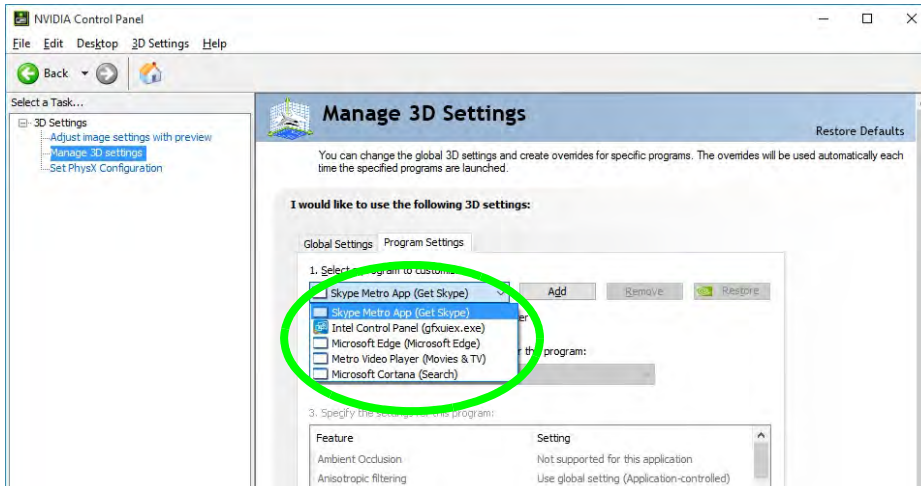 NVIDIA Control Panel
File Edit Desktop 3D Settings Help
Back
Select a Task...
3D Settings
Adjust image settings with preview
Manage 3D settings
Set PhysX Configuration
Manage 3D Settings
Restore Defaults
You can change the global 3D settings and create overrides for specific programs. The overrides will be used automatically each
time the specified programs are launched.
I would like to use the following 3D settings:
Global Settings Program Settings
1. Select a program to customize:
Skype Metro App (Get Skype) Add Remove Restore
Skype Metro App (Get Skype)
Intel Control Panel (gfxuiex.exe)
Microsoft Edge (Microsoft Edge)
Metro Video Player (Movies & TV)
Microsoft Cortana (Search)
program:
3. Specify the settings for this program:
Feature Setting
Ambient Occlusion Not supported for this application
Anisotropic filtering Use global setting (Application-controlled)